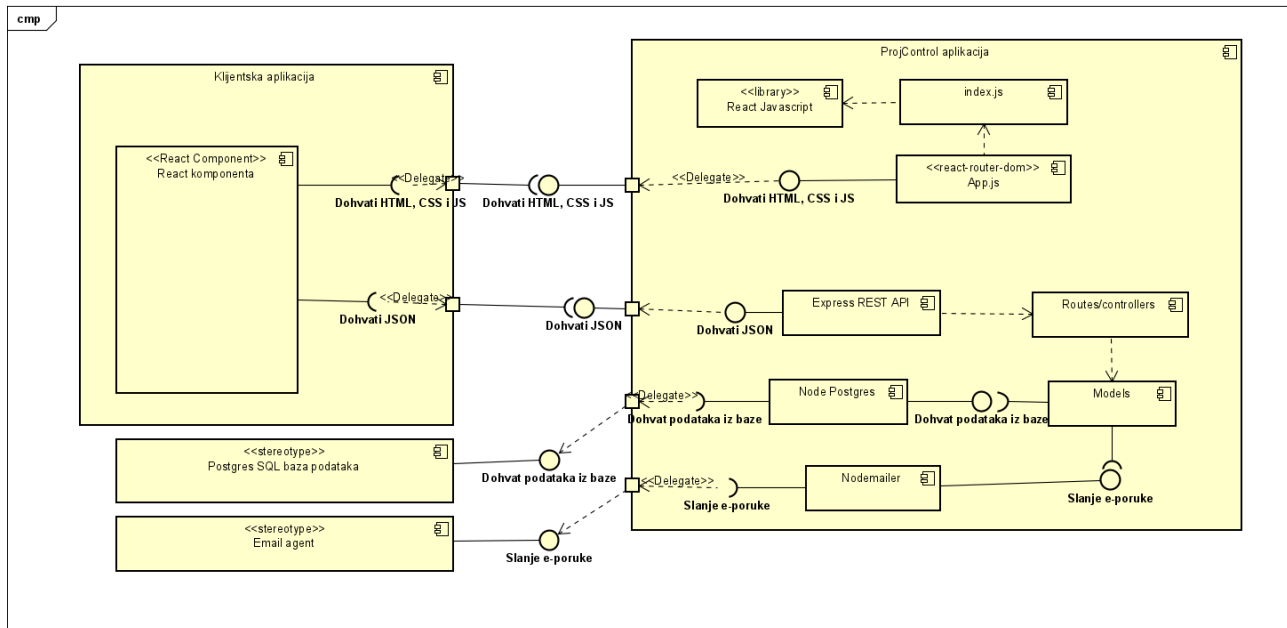 cmp
Klijentska aplikacija
<<React Component>>
React komponenta
<<Delegate>>
Dohvati HTML, CSS i JS
Dohvati HTML, CSS i JS
<<Delegate>>
Dohvati JSON
Dohvati JSON
<<stereotype>>
Postgres SQL baza podataka
Dohvat podataka iz baze
<<stereotype>>
Email agent
Slanje e-poruke
ProjControl aplikacija
<<library>>
React Javascript
index.js
<<react-router-dom>>
App.js
<<Delegate>>
Dohvati HTML, CSS i JS
Express REST API
Routes/controllers
Dohvati JSON
<<Delegate>>
Node Postgres
Models
Dohvat podataka iz baze
Dohvat podataka iz baze
<<Delegate>>
Nodemailer
Slanje e-poruke
Slanje e-poruke